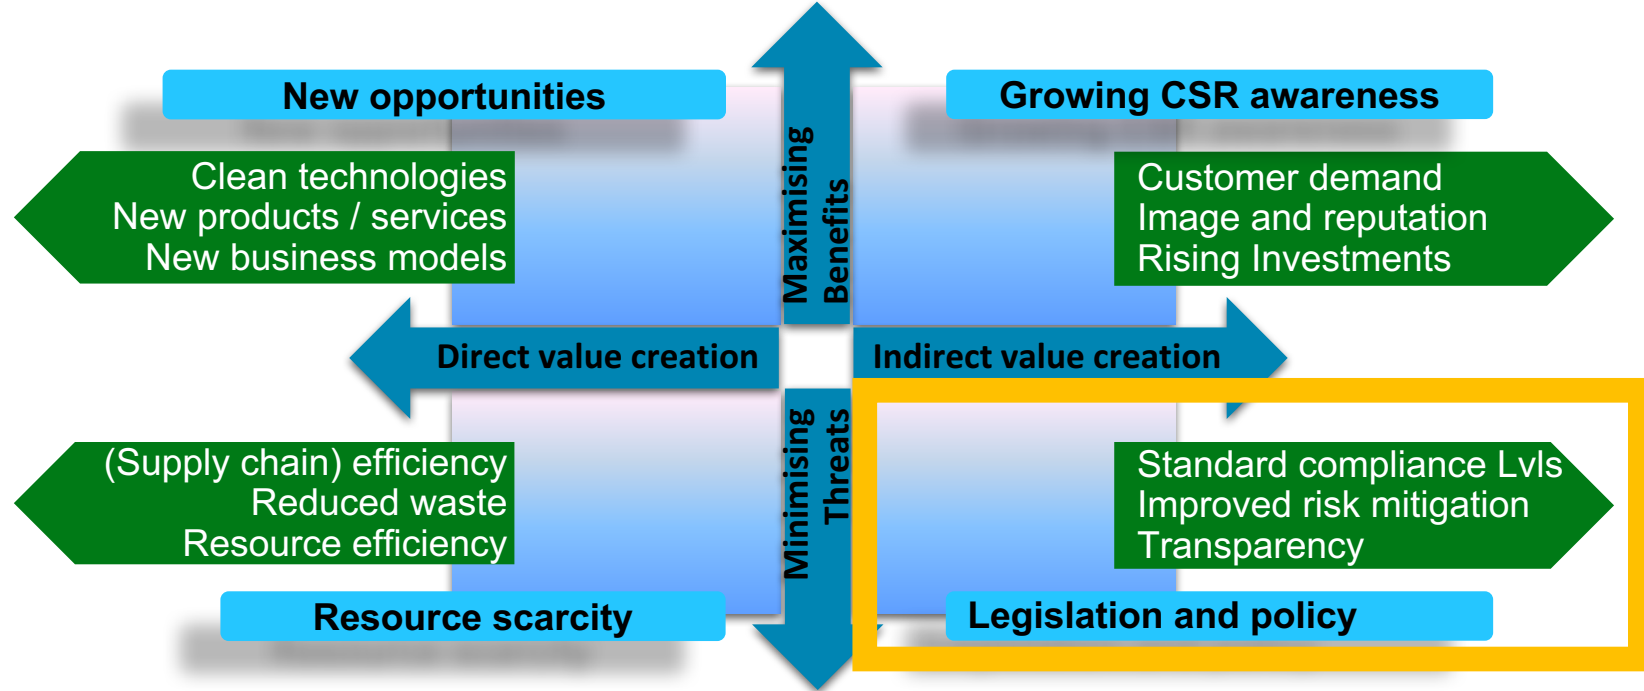 New opportunities
Growing CSR awareness
Clean technologies
New products / services
New business models
Maximising
Benefits
Customer demand
Image and reputation
Rising Investments
Direct value creation
Indirect value creation
(Supply chain) efficiency
Reduced waste
Resource efficiency
Minimising
Threats
Standard compliance Lvls
Improved risk mitigation
Transparency
Resource scarcity
Legislation and policy